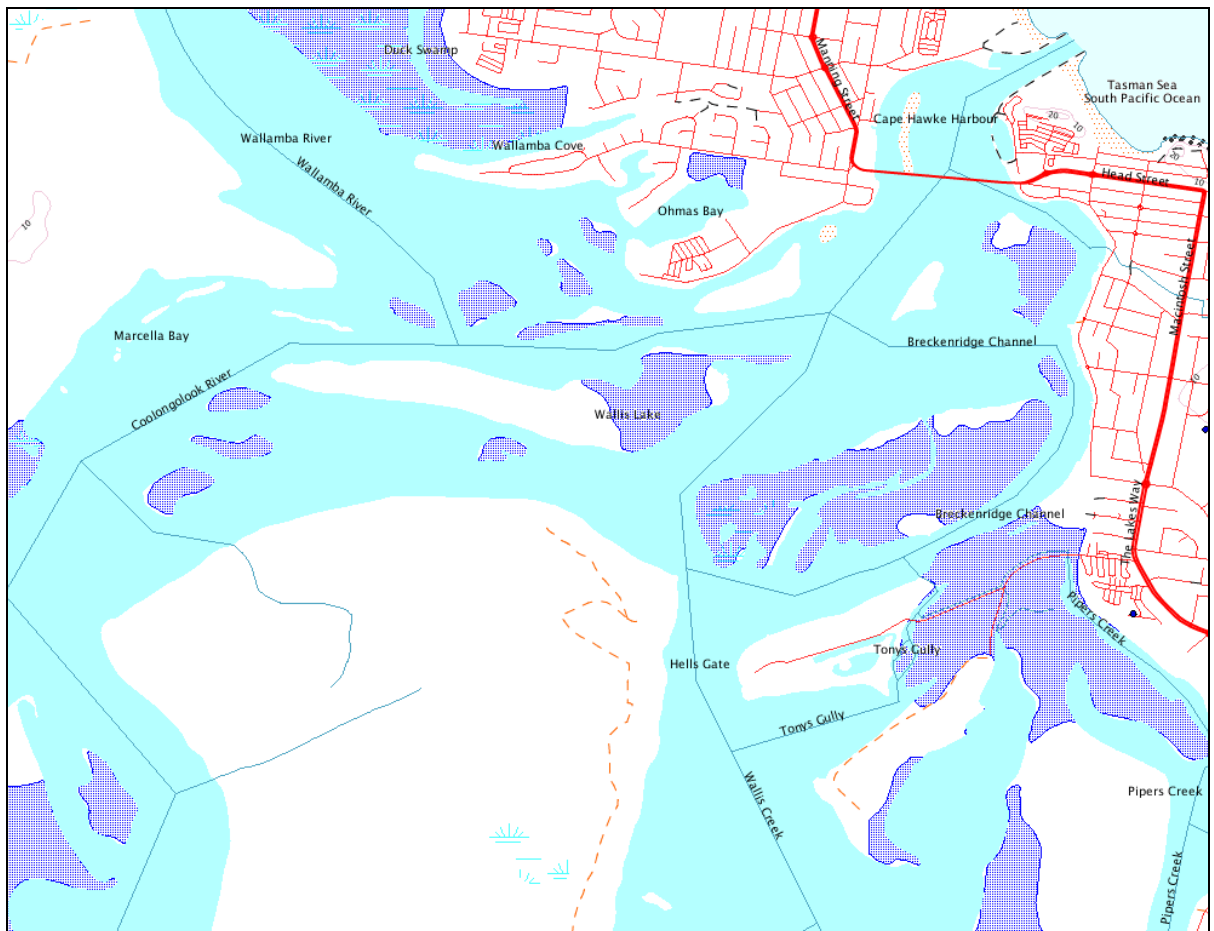 Duck Swamp
Manning Street
Tasman Sea
South Pacific Ocean
Cape Hawke Harbour
20
10
Wallamba River
Wallamba Cove
20
Wallamba River
Head Street
10
Ohmas Bay
10
Macintosh Street
Marcella Bay
Breckenridge Channel
Coolongolook River
10
Wallis Lake
Breckenridge Channel
The Lakes Way
Pipers Creek
Tonys Gully
Hells Gate
Tonys Gully
Wallis Creek
Pipers Creek
Pipers Creek